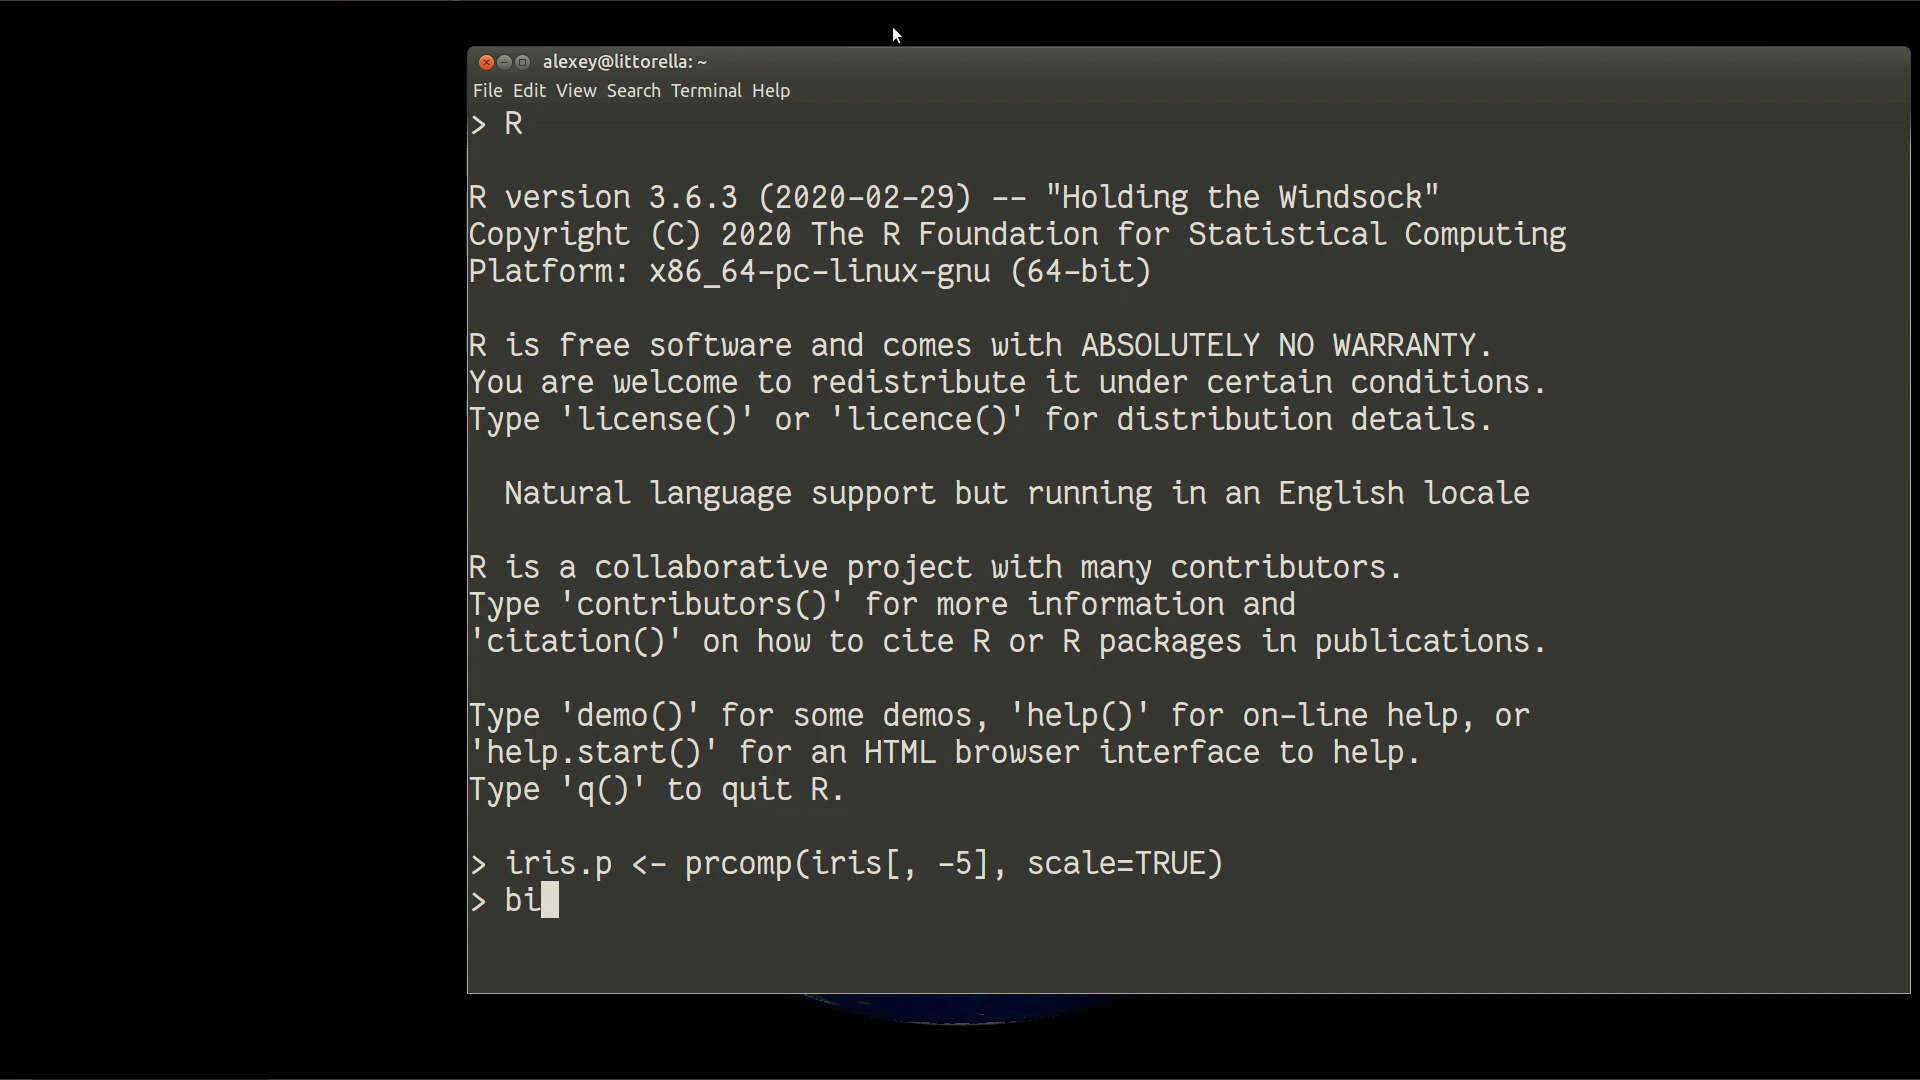 alexey@littorella: ~
File Edit View Search Terminal Help
> R
R version 3.6.3 (2020-02-29) -- "Holding the Windsock"
Copyright (C) 2020 The R Foundation for Statistical Computing
Platform: x86_64-pc-linux-gnu (64-bit)
R is free software and comes with ABSOLUTELY NO WARRANTY.
You are welcome to redistribute it under certain conditions.
Type 'license()' or 'licence()' for distribution details.
Natural language support but running in an English locale
R is a collaborative project with many contributors.
Type 'contributors()' for more information and
'citation()' on how to cite R or R packages in publications.
Type 'demo()' for some demos, 'help()' for on-line help, or
'help.start()' for an HTML browser interface to help.
Type 'q()' to quit R.
> iris.p <- prcomp(iris[, -5], scale=TRUE)
> bi